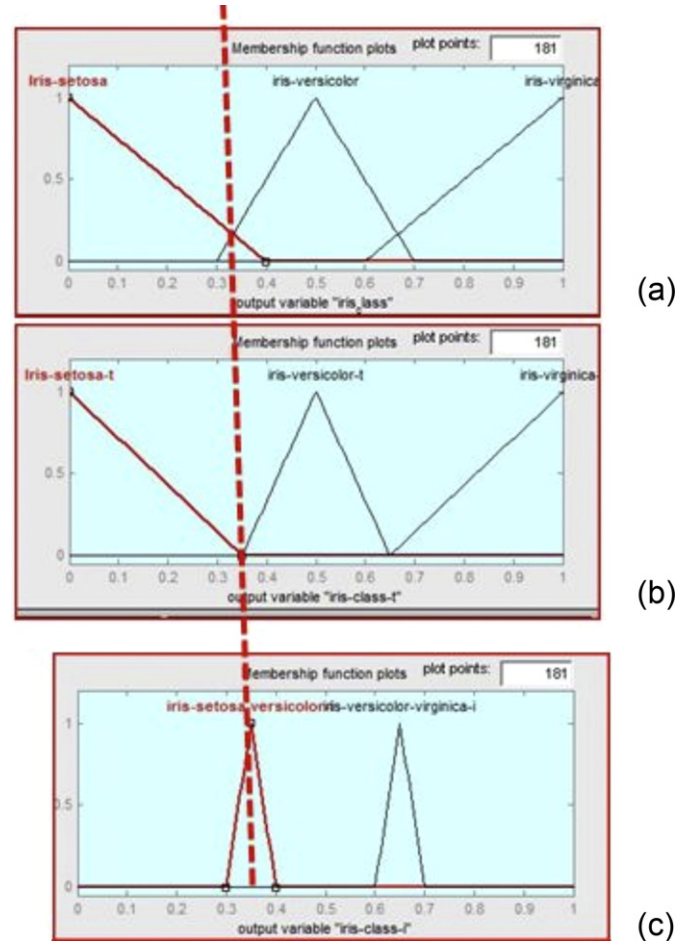 Membership function plots plot points: 181
Iris-setosa iris-versicolor iris-virginica
1
0.5
0
0 0.1 0.2 0.3 0.4 0.5 0.6 0.7 0.8 0.9 1
output variable "iris_class"
(a)
Membership function plots plot points: 181
Iris-setosa-t iris-versicolor-t iris-virginica-
1
0.5
0
0 0.1 0.2 0.3 0.4 0.5 0.6 0.7 0.8 0.9 1
output variable "iris-class-t"
(b)
Membership function plots plot points: 181
iris-setosa-versicolor iris-versicolor-virginica-i
1
0.5
0
0 0.1 0.2 0.3 0.4 0.5 0.6 0.7 0.8 0.9 1
output variable "iris-class-i"
(c)